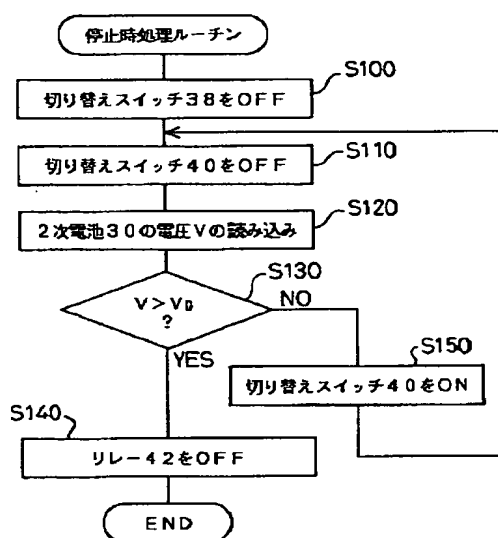 停止時処理ルーチン
S100
切り替えスイッチ38をOFF
S110
切り替えスイッチ40をOFF
S120
2次電池30の電圧Vの読み込み
S130
V>V₀
?
NO
YES
S150
切り替えスイッチ40をON
S140
リレー42をOFF
END